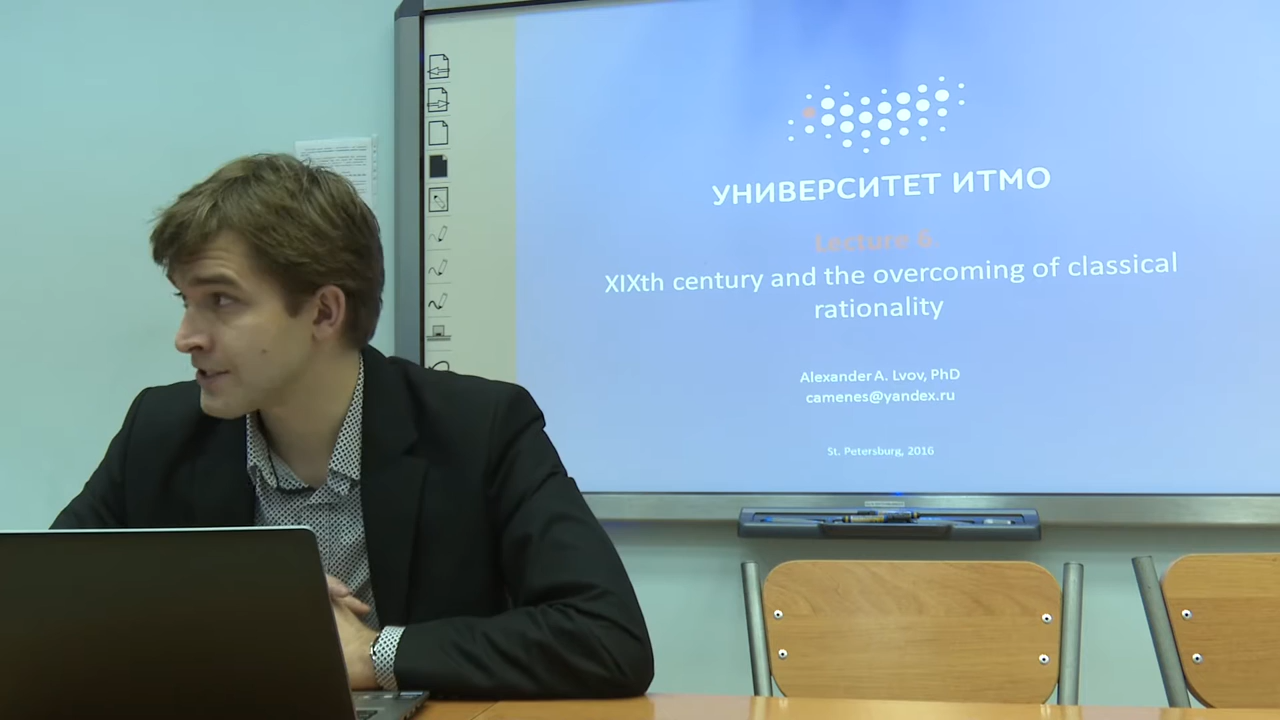 УНИВЕРСИТЕТ ИТМО
Lecture 6.
XIXth century and the overcoming of classical
rationality
Alexander A. Lvov, PhD
camenes@yandex.ru
St. Petersburg, 2016